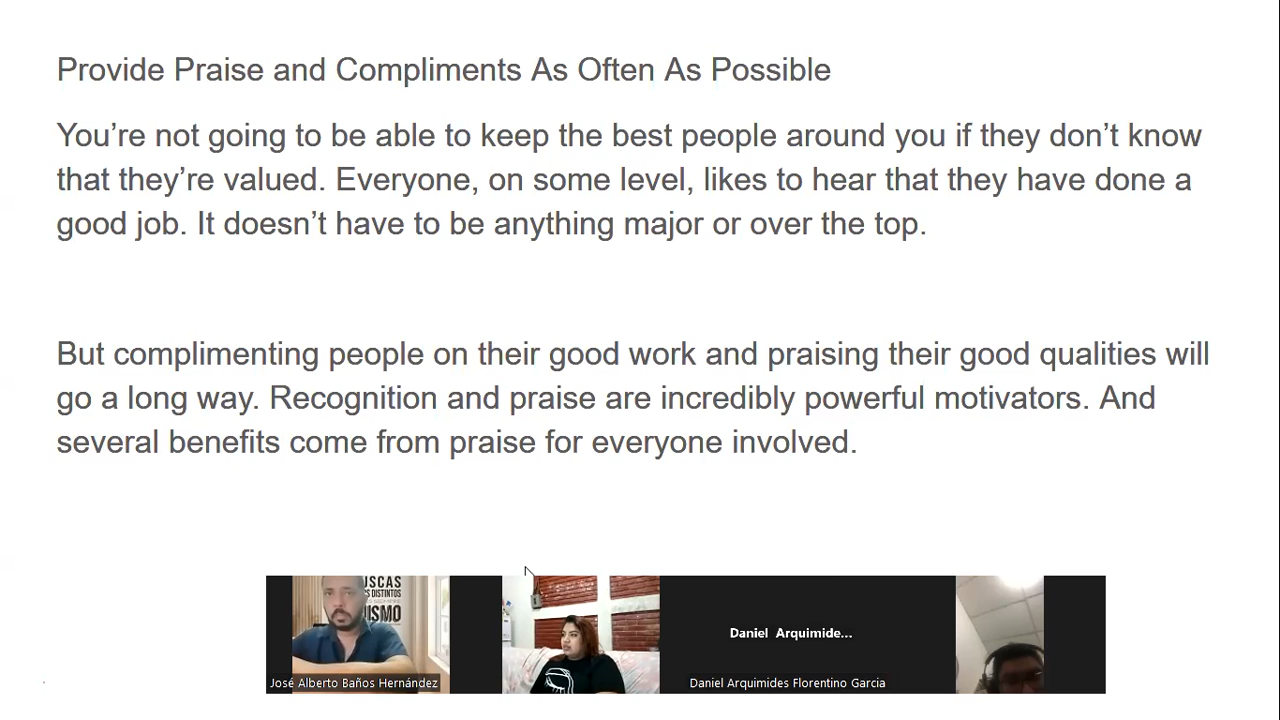 Provide Praise and Compliments As Often As Possible
You’re not going to be able to keep the best people around you if they don’t know
that they’re valued. Everyone, on some level, likes to hear that they have done a
good job. It doesn’t have to be anything major or over the top.
But complimenting people on their good work and praising their good qualities will
go a long way. Recognition and praise are incredibly powerful motivators. And
several benefits come from praise for everyone involved.
USCAS
DISTINTOS
ISMO
José Alberto Baños Hernández
Daniel Arquimide...
Daniel Arquimides Florentino Garcia